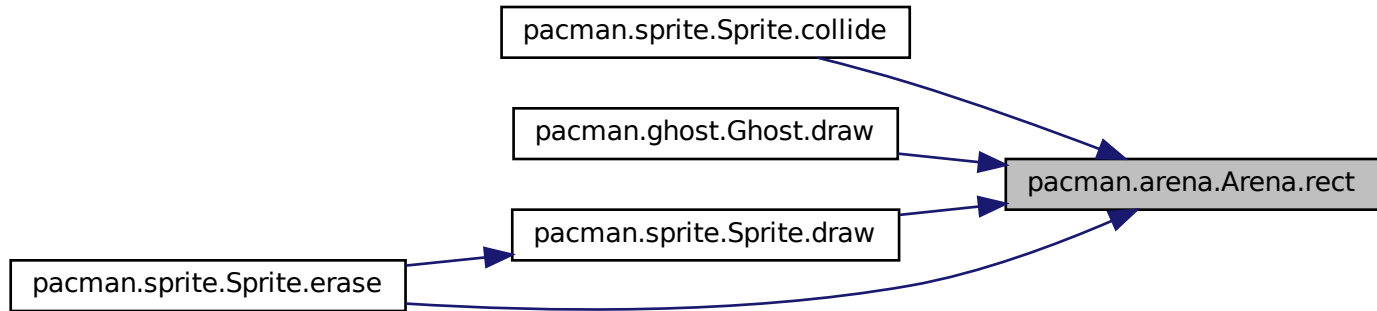 pacman.sprite.Sprite.collide
pacman.ghost.Ghost.draw
pacman.arena.Arena.rect
pacman.sprite.Sprite.draw
pacman.sprite.Sprite.erase